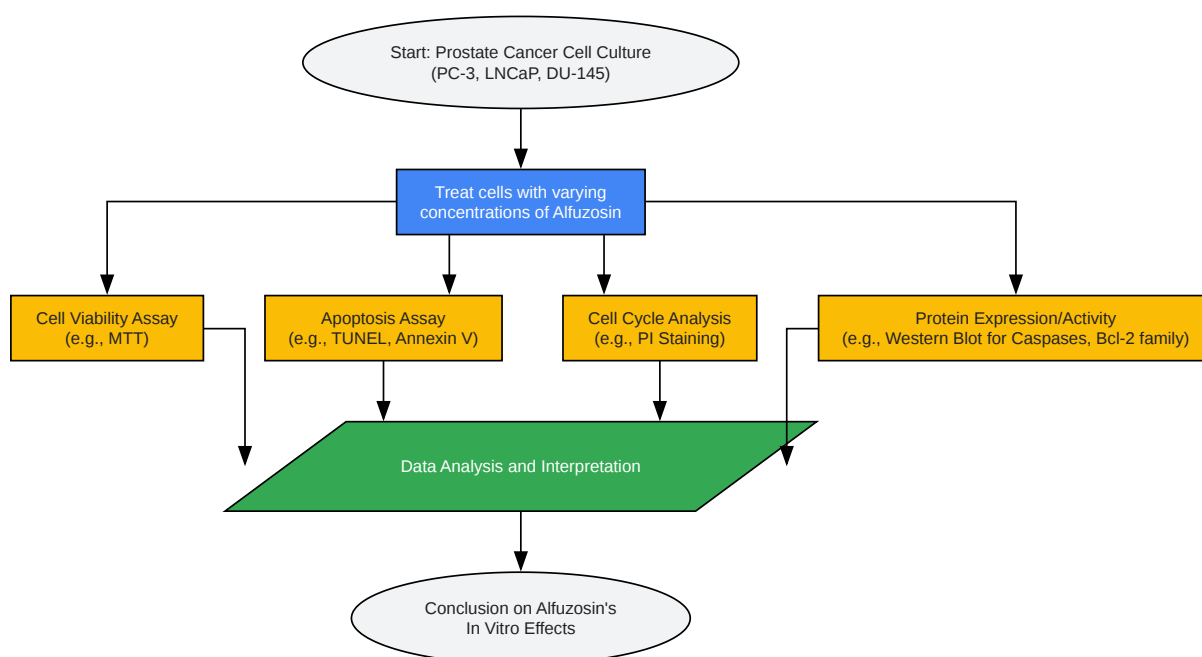 Start: Prostate Cancer Cell Culture
(PC-3, LNCaP, DU-145)
Treat cells with varying
concentrations of Alfuzosin
Cell Viability Assay
(e.g., MTT)
Apoptosis Assay
(e.g., TUNEL, Annexin V)
Cell Cycle Analysis
(e.g., PI Staining)
Protein Expression/Activity
(e.g., Western Blot for Caspases, Bcl-2 family)
Data Analysis and Interpretation
Conclusion on Alfuzosin's
In Vitro Effects